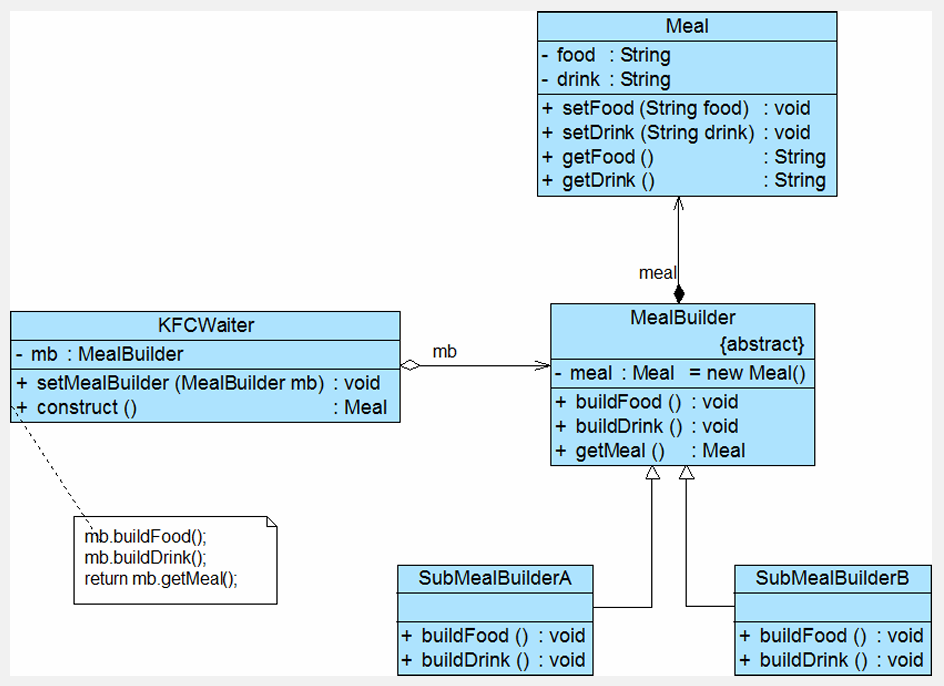 Meal
- food : String
- drink : String
+ setFood (String food) : void
+ setDrink (String drink) : void
+ getFood () : String
+ getDrink () : String
meal
KFCWaiter
- mb : MealBuilder
+ setMealBuilder (MealBuilder mb) : void
+ construct () : Meal
mb
MealBuilder
{abstract}
- meal : Meal = new Meal()
+ buildFood () : void
+ buildDrink () : void
+ getMeal () : Meal
mb.buildFood();
mb.buildDrink();
return mb.getMeal();
SubMealBuilderA
+ buildFood () : void
+ buildDrink () : void
SubMealBuilderB
+ buildFood () : void
+ buildDrink () : void